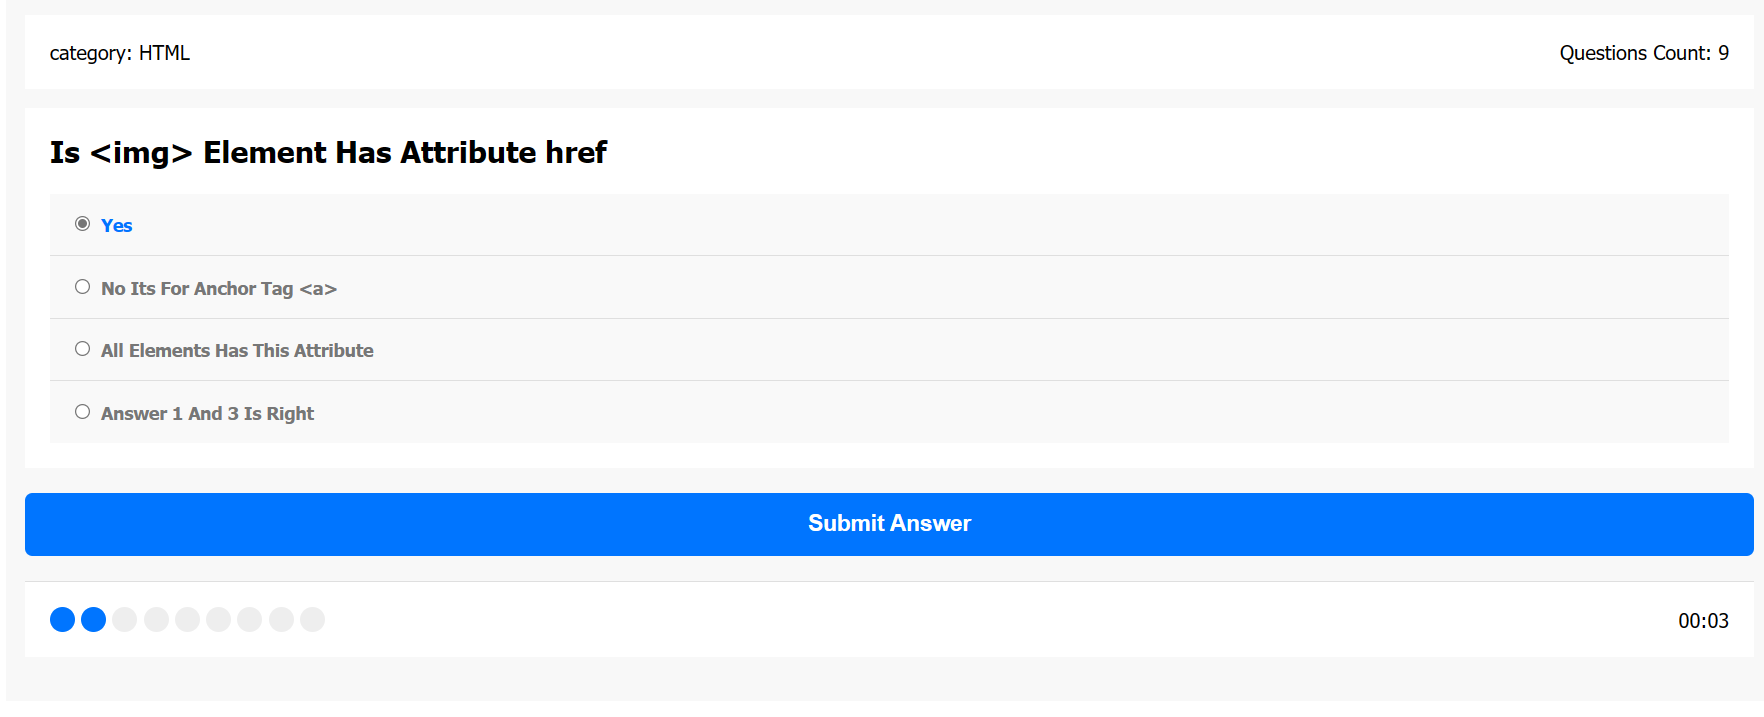 category: HTML
Questions Count: 9
Is <img> Element Has Attribute href
Yes
No Its For Anchor Tag <a>
All Elements Has This Attribute
Answer 1 And 3 Is Right
Submit Answer
00:03